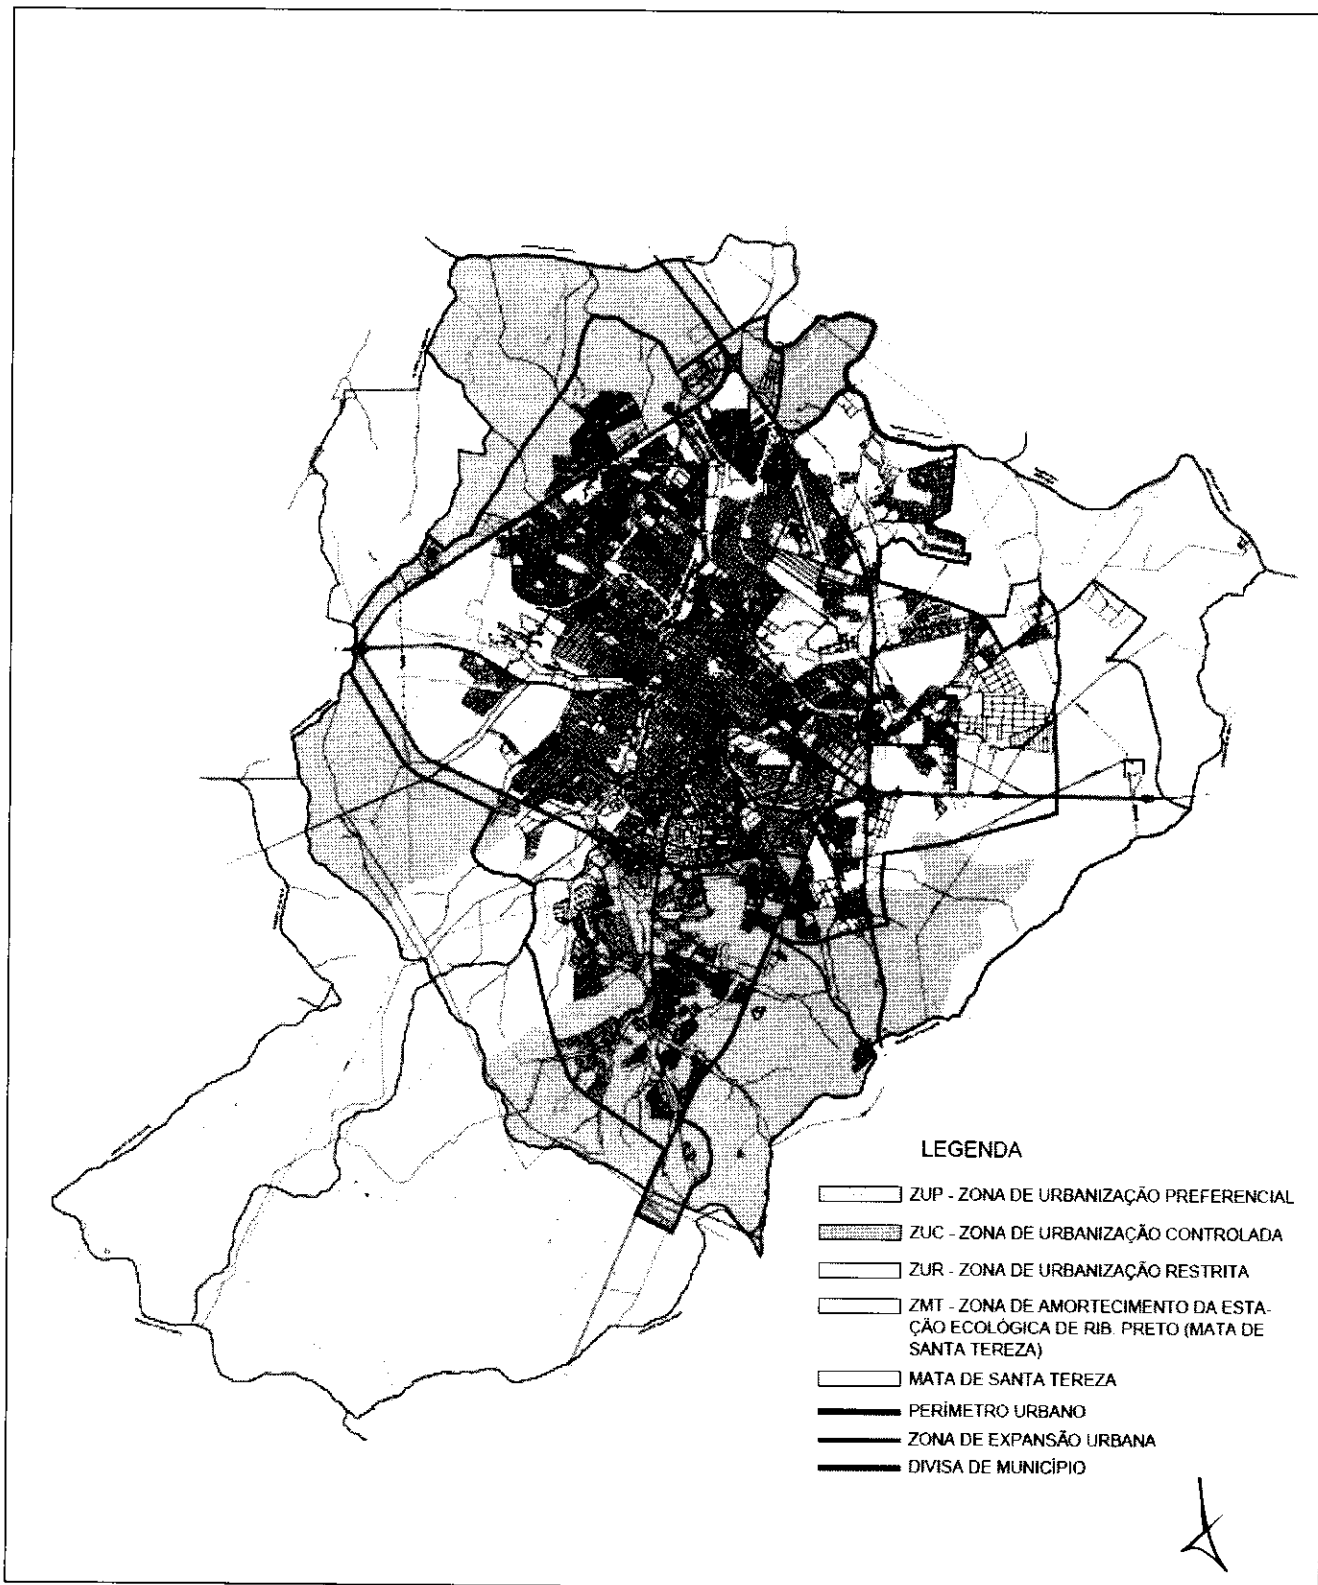 LEGENDA
ZUP - ZONA DE URBANIZAÇÃO PREFERENCIAL
ZUC - ZONA DE URBANIZAÇÃO CONTROLADA
ZUR - ZONA DE URBANIZAÇÃO RESTRITA
ZMT - ZONA DE AMORTECIMENTO DA ESTA-
ÇÃO ECOLÓGICA DE RIB. PRETO (MATA DE
SANTA TEREZA)
MATA DE SANTA TEREZA
PERÍMETRO URBANO
ZONA DE EXPANSÃO URBANA
DIVISA DE MUNICÍPIO